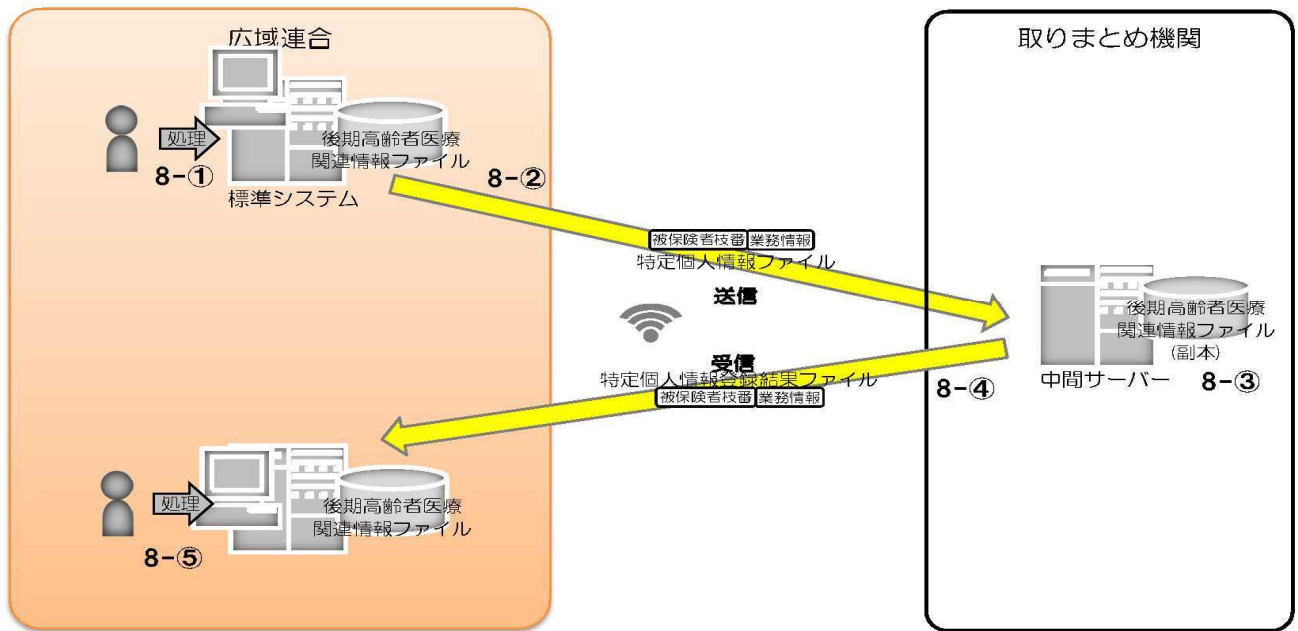 広域連合
取りまとめ機関
処理
8-①
後期高齢者医療
関連情報ファイル
標準システム
8-②
被保険者枝番 業務情報
特定個人情報ファイル
送信
後期高齢者医療
関連情報ファイル
(副本)
中間サーバー
8-③
受信
特定個人情報登録結果ファイル
被保険者枝番 業務情報
8-④
処理
8-⑤
後期高齢者医療
関連情報ファイル